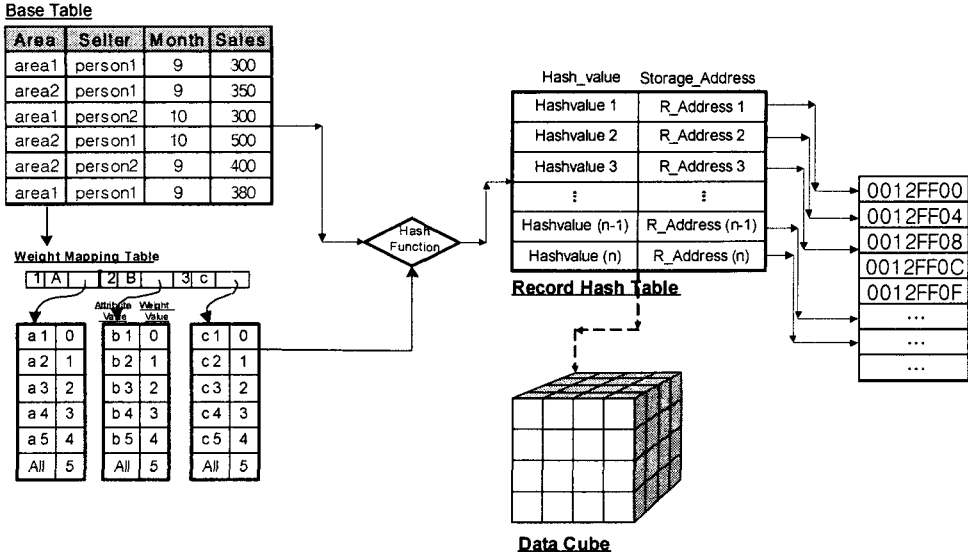 Base Table
Area Seller Month Sales
area1 person1 9 300
area2 person1 9 350
area1 person2 10 300
area2 person1 10 500
area2 person2 9 400
area1 person1 9 380
Weight Mapping Table
1 A 2 B 3 c
Attribute Value Weight Value
a1 0
a2 1
a3 2
a4 3
a5 4
All 5
b1 0
b2 1
b3 2
b4 3
b5 4
All 5
c1 0
c2 1
c3 2
c4 3
c5 4
All 5
Hash Function
Hash_value Storage_Address
Hashvalue 1 R_Address 1
Hashvalue 2 R_Address 2
Hashvalue 3 R_Address 3
⋮ ⋮
Hashvalue (n-1) R_Address (n-1)
Hashvalue (n) R_Address (n)
Record Hash Table
0012FF00
0012FF04
0012FF08
0012FF0C
0012FF0F
...
...
...
Data Cube